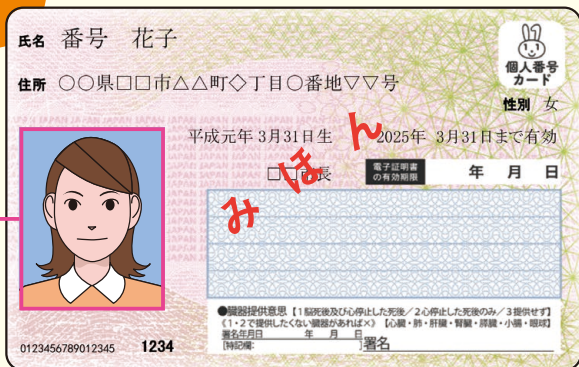 氏名 番号 花子
個人番号
カード
住所 ○○県□□市△△町◇丁目○番地▽▽号
性別 女
平成元年 3月31日生 2025年 3月31日まで有効
□□市長 電子証明書の有効期限 年 月 日
みほん
●臓器提供意思【1 脳死後及び心停止した死後／2 心停止した死後のみ／3 提供せず】
《1・2で提供したくない臓器があれば×》【心臓・肺・肝臓・腎臓・膵臓・小腸・眼球】
署名年月日 年 月 日
[特記欄: ]署名
0123456789012345 1234